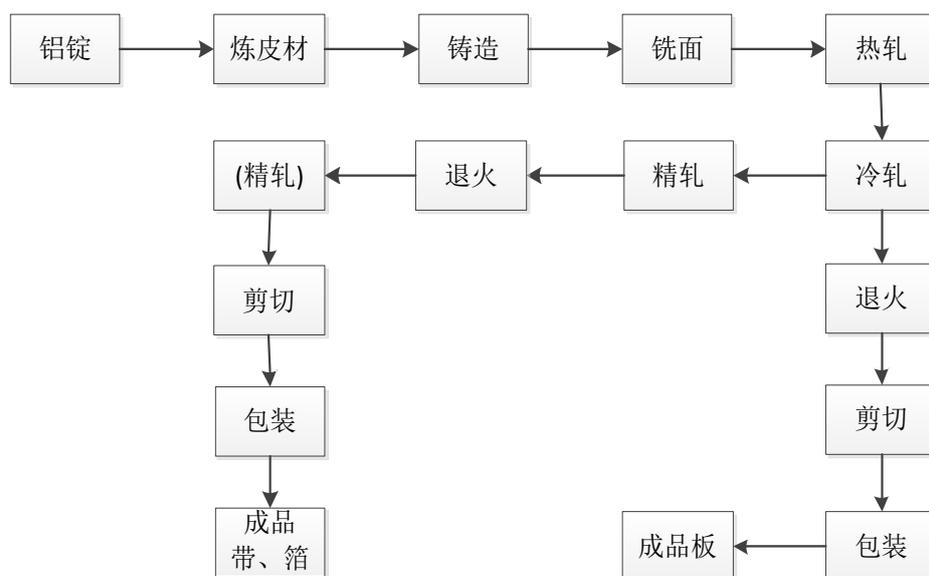 铝锭
炼皮材
铸造
铣面
热轧
(精轧)
退火
精轧
冷轧
剪切
退火
包装
剪切
成品
带、箔
成品板
包装